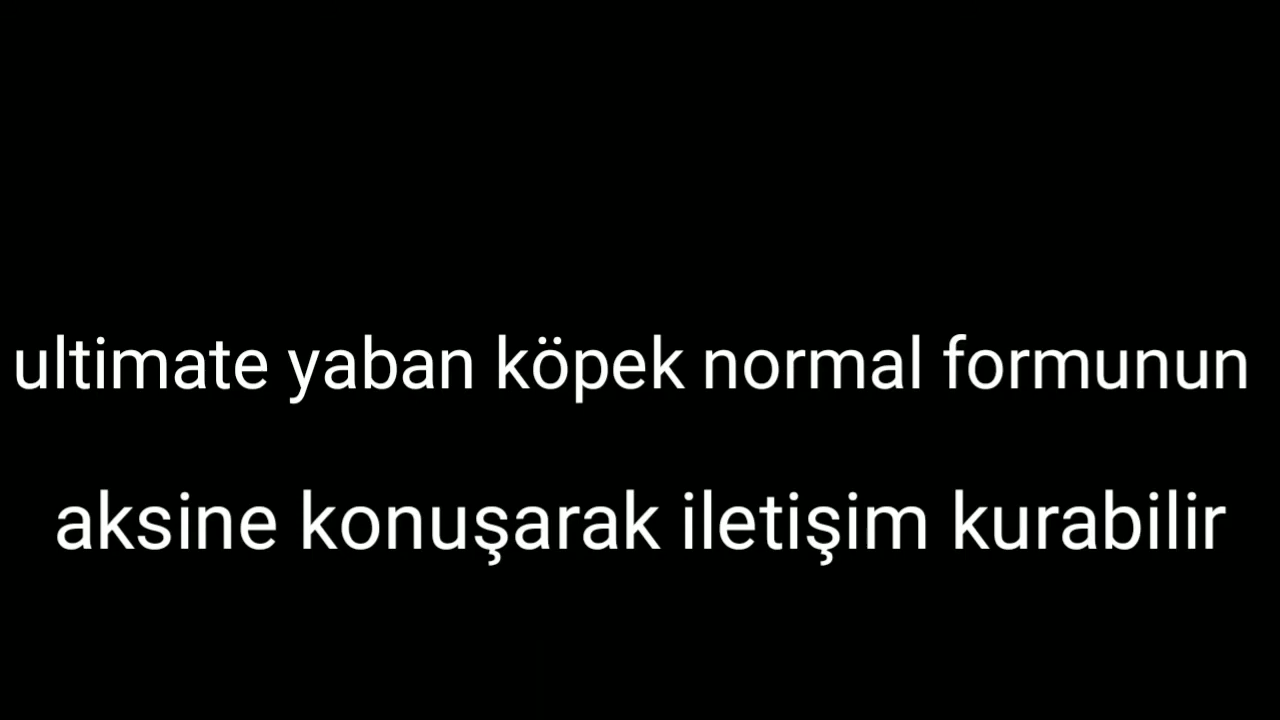 ultimate yaban köpek normal formunun
aksine konuşarak iletişim kurabilir